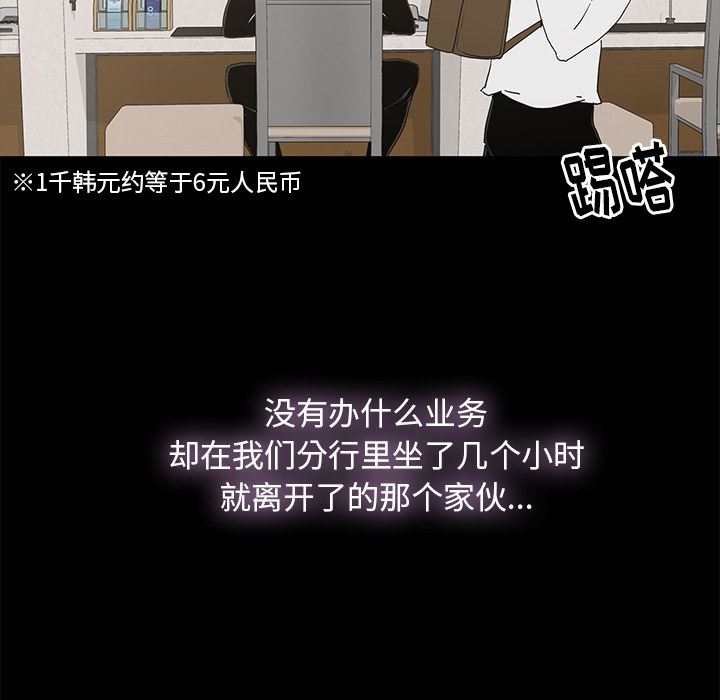 ※1千韩元约等于6元人民币
踢嗒
没有办什么业务
却在我们分行里坐了几个小时
就离开了的那个家伙...